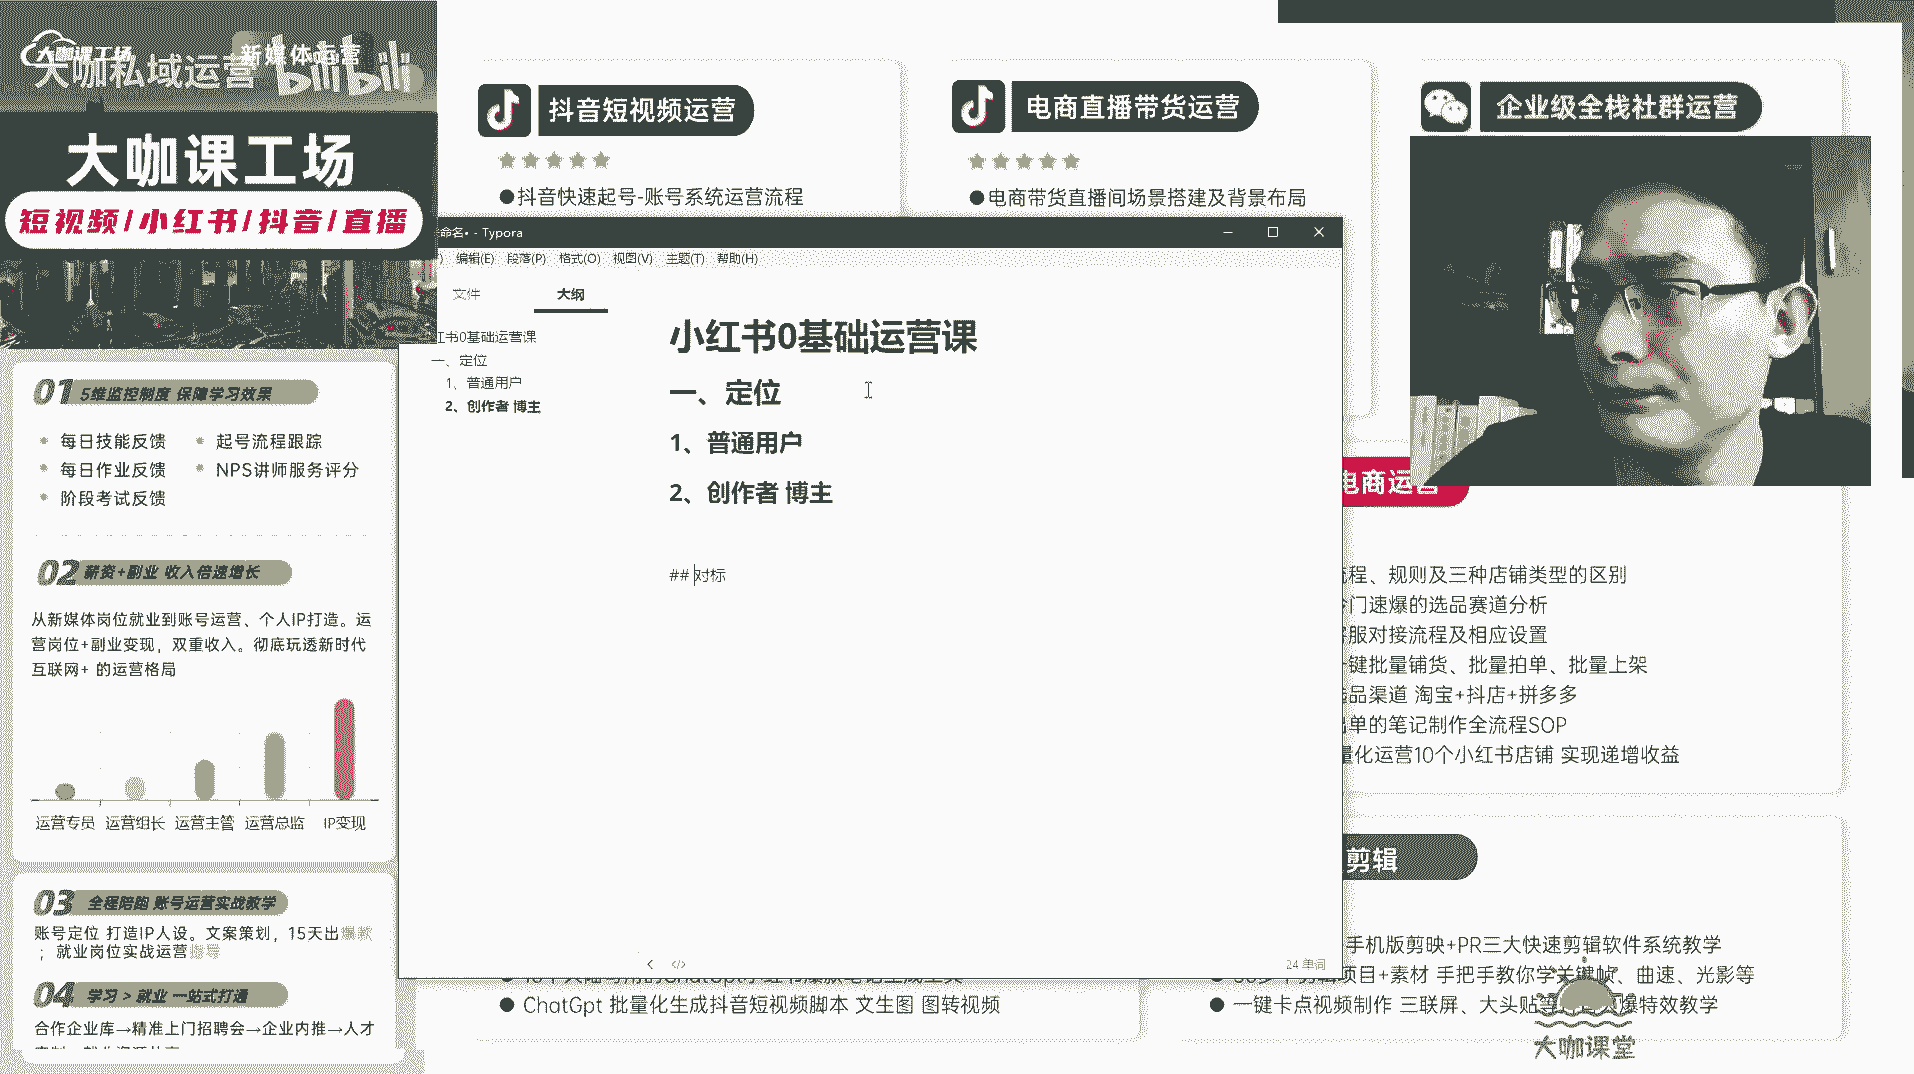 大咖课工场
新媒体运营
大咖私域运营
bilibili
大咖课工场
短视频/小红书/抖音/直播
01 5维监控制度 保障学习效果
每日技能反馈
起号流程跟踪
每日作业反馈
NPS讲师服务评分
阶段考试反馈
02 薪资+副业 收入倍速增长
从新媒体岗位就业到账号运营、个人IP打造。运
营岗位+副业变现，双重收入。彻底玩透新时代
互联网+ 的运营格局
运营专员 运营组长 运营主管 运营总监 IP变现
03 全程陪跑 账号运营实战教学
账号定位 打造IP人设。文案策划，15天出爆款
；就业岗位实战运营指导
04 学习 > 就业 一站式打通
合作企业库→精准上门招聘会→企业内推→人才
抖音短视频运营
●抖音快速起号-账号系统运营流程
电商直播带货运营
●电商带货直播间场景搭建及背景布局
企业级全栈社群运营
未命名• - Typora
编辑(E) 段落(P) 格式(O) 视图(V) 主题(T) 帮助(H)
文件
大纲
红书0基础运营课
一、定位
1、普通用户
2、创作者 博主
小红书0基础运营课
一、定位
1、普通用户
2、创作者 博主
## 对标
24 单词
电商运营
流程、规则及三种店铺类型的区别
冷门速爆的选品赛道分析
客服对接流程及相应设置
一键批量铺货、批量拍单、批量上架
选品渠道 淘宝+抖店+拼多多
出单的笔记制作全流程SOP
量化运营10个小红书店铺 实现递增收益
剪辑
手机版剪映+PR三大快速剪辑软件系统教学
项目+素材 手把手教你学关键帧、曲速、光影等
● 一键卡点视频制作 三联屏、大头贴等
爆特效教学
● ChatGpt 批量化生成抖音短视频脚本 文生图 图转视频
大咖课堂